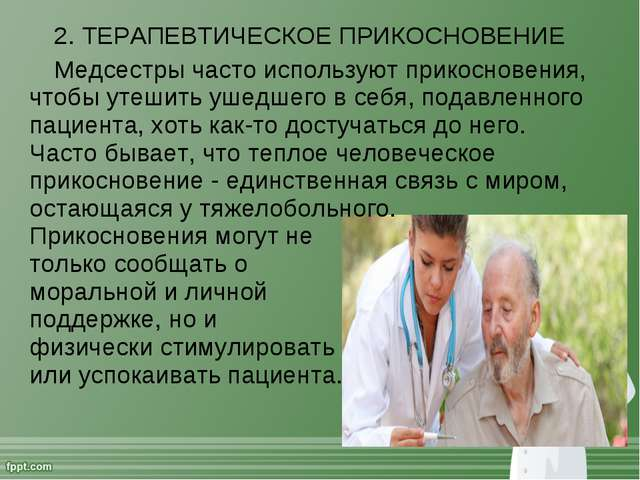 2. ТЕРАПЕВТИЧЕСКОЕ ПРИКОСНОВЕНИЕ
Медсестры часто используют прикосновения,
чтобы утешить ушедшего в себя, подавленного
пациента, хоть как-то достучаться до него.
Часто бывает, что теплое человеческое
прикосновение - единственная связь с миром,
остающаяся у тяжелобольного.
Прикосновения могут не
только сообщать о
моральной и личной
поддержке, но и
физически стимулировать
или успокаивать пациента.
fppt.com